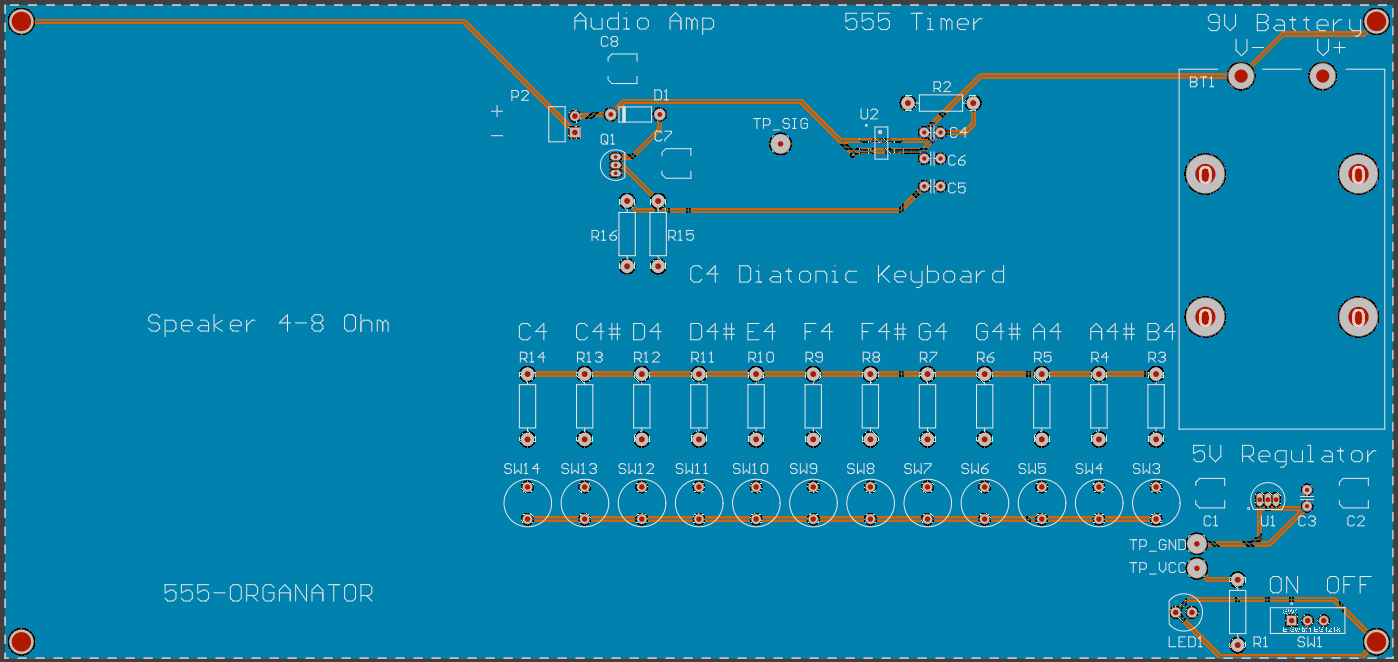 Audio Amp 555 Timer 9V Battery
V- V+
C8
BT1
R2
P2 D1
+
-
U2
TP_SIG
C4
Q1 C7
C6
C5
R16 R15
C4 Diatonic Keyboard
Speaker 4-8 Ohm
C4 C4# D4 D4# E4 F4 F4# G4 G4# A4 A4# B4
R14 R13 R12 R11 R10 R9 R8 R7 R6 R5 R4 R3
5V Regulator
SW14 SW13 SW12 SW11 SW10 SW9 SW8 SW7 SW6 SW5 SW4 SW3
C1 U1 C3 C2
TP_GND
TP_VCC
ON OFF
555-ORGANATOR
LED1 R1 SW1